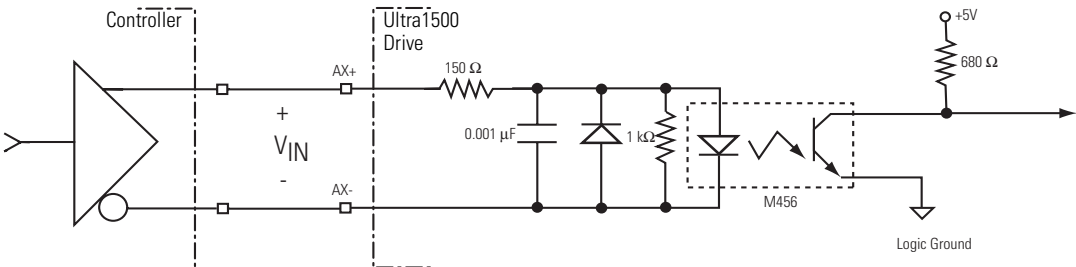 Controller
Ultra1500
Drive
+5V
680 Ω
150 Ω
AX+
+
VIN
-
0.001 µF
1 kΩ
AX-
M456
Logic Ground